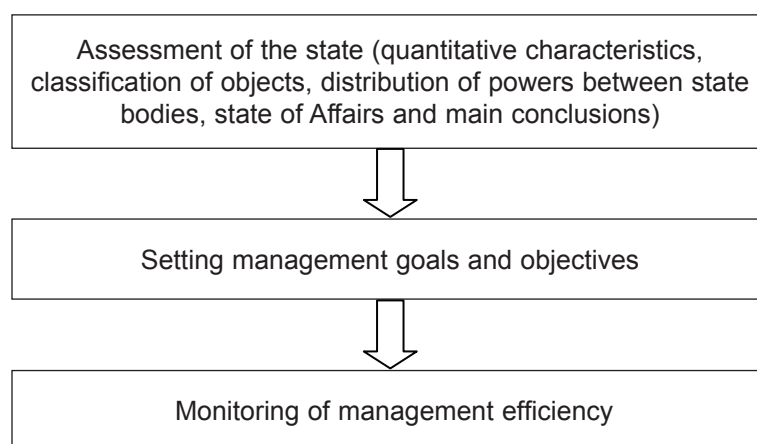 Assessment of the state (quantitative characteristics,
classification of objects, distribution of powers between state
bodies, state of Affairs and main conclusions)
Setting management goals and objectives
Monitoring of management efficiency